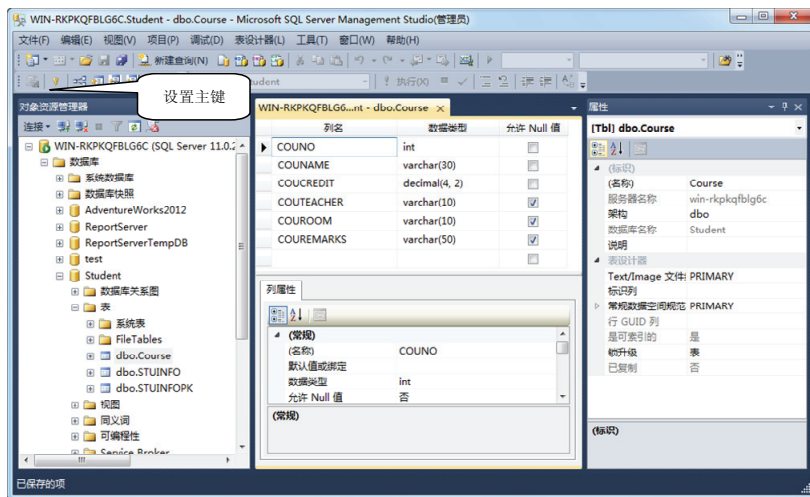 WIN-RKPKQFBLG6C.Student - dbo.Course - Microsoft SQL Server Management Studio(管理员)
文件(F) 编辑(E) 视图(V) 项目(P) 调试(D) 表设计器(L) 工具(T) 窗口(W) 帮助(H)
新建查询(N)
执行(X)
设置主键
对象资源管理器
连接
WIN-RKPKQFBLG6C (SQL Server 11.0.2
数据库
系统数据库
数据库快照
AdventureWorks2012
ReportServer
ReportServerTempDB
test
Student
数据库关系图
表
系统表
FileTables
dbo.Course
dbo.STUINFO
dbo.STUINFOPK
视图
同义词
可编程性
Service Broker
WIN-RKPKQFBLG6...nt - dbo.Course
列名 数据类型 允许 Null 值
COUNO int
COUNAME varchar(30)
COUCREDIT decimal(4, 2)
COUTEACHER varchar(10)
COUROOM varchar(10)
COUREMARKS varchar(50)
列属性
(常规)
(名称) COUNO
默认值或绑定
数据类型 int
允许 Null 值 否
(常规)
属性
[Tbl] dbo.Course
(标识)
(名称) Course
服务器名称 win-rkpkqfblg6c
架构 dbo
数据库名称 Student
说明
表设计器
Text/Image 文件 PRIMARY
标识列
常规数据空间规范 PRIMARY
行 GUID 列
是可索引的 是
锁升级 表
已复制 否
(标识)
已保存的项